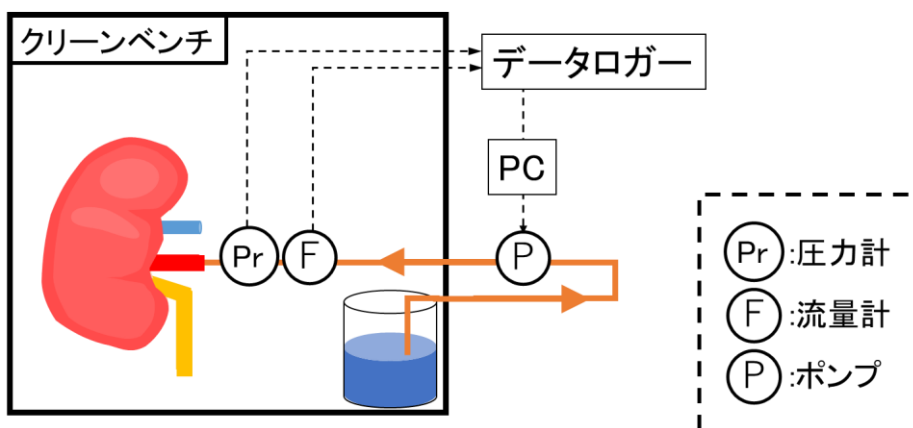 クリーンベンチ
データロガー
PC
Pr
F
P
Pr:圧力計
F:流量計
P:ポンプ